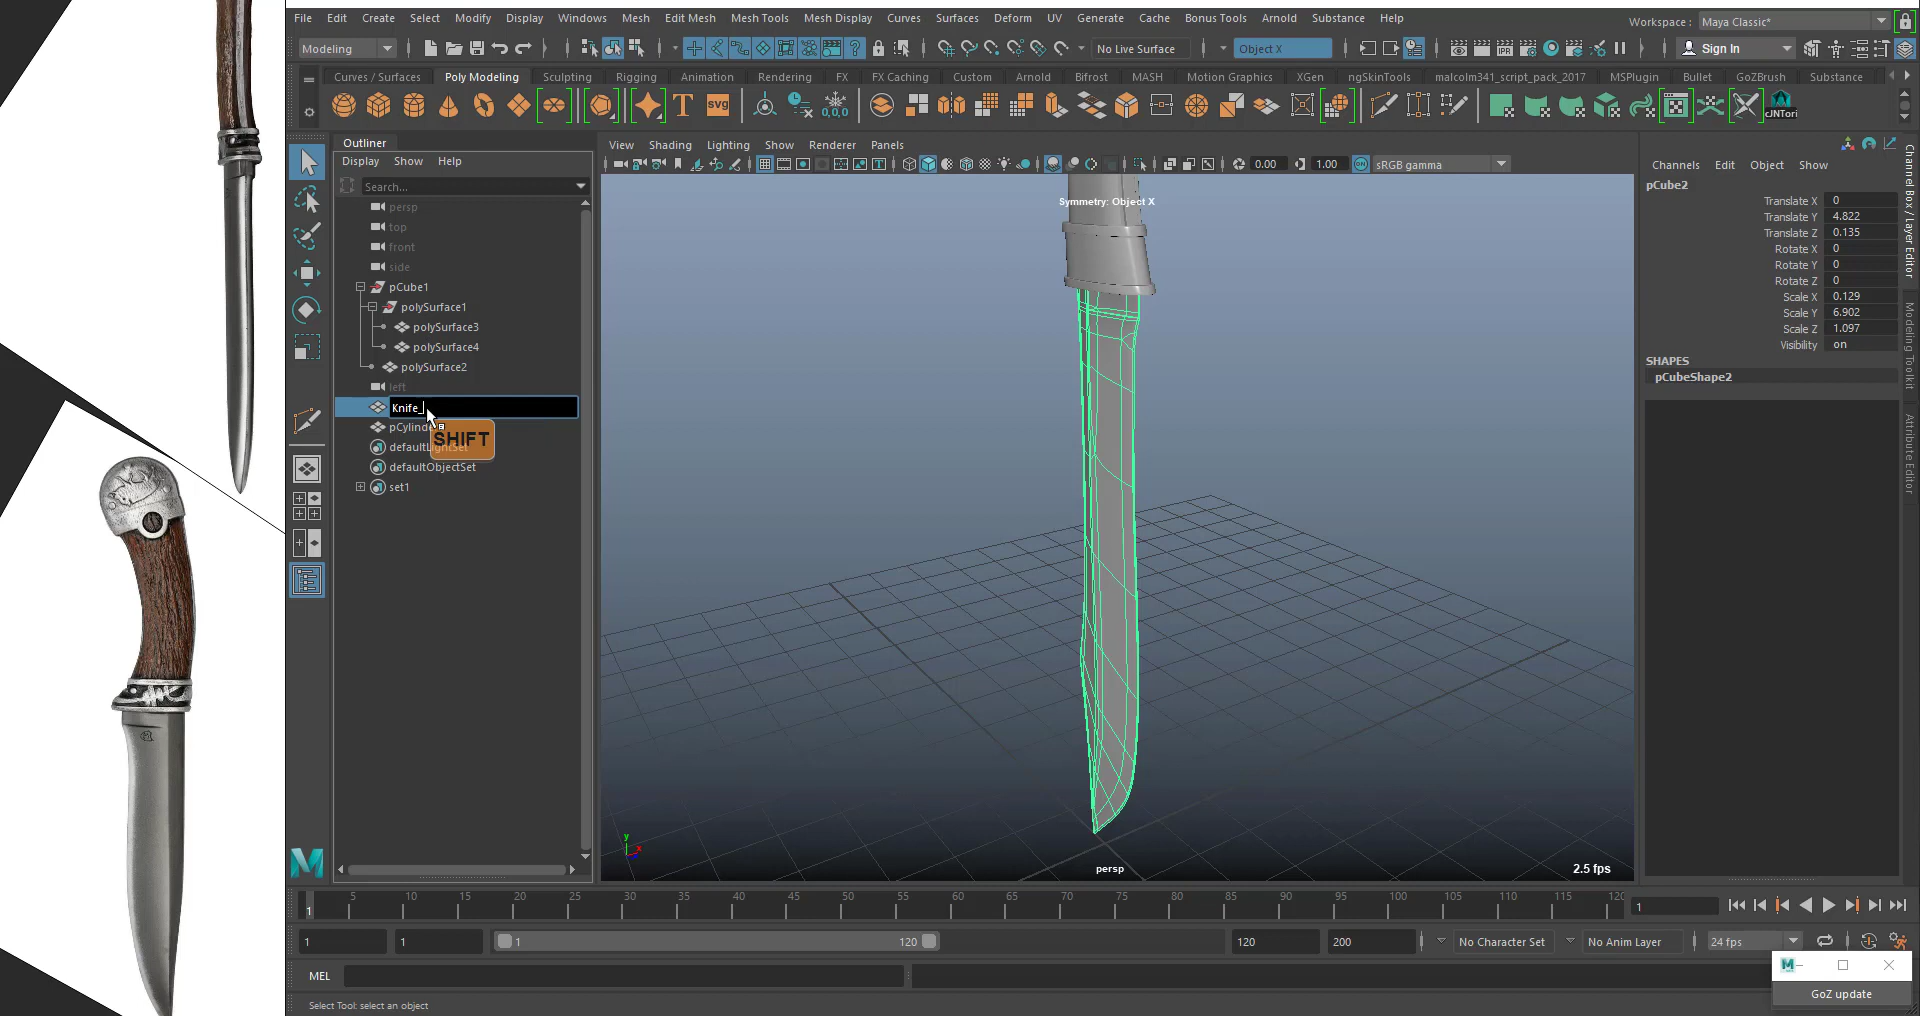 File Edit Create Select Modify Display Windows Mesh Edit Mesh Mesh Tools Mesh Display Curves Surfaces Deform UV Generate Cache Bonus Tools Arnold Substance Help
Workspace : Maya Classic*
Modeling
No Live Surface
Object X
Sign In
Curves / Surfaces Poly Modeling Sculpting Rigging Animation Rendering FX FX Caching Custom Arnold Bifrost MASH Motion Graphics XGen ngSkinTools malcolm341_script_pack_2017 MSPlugin Bullet GoZBrush Substance
T
svg
0,0,0
IPR
cJNTori
Outliner
Display Show Help
Search...
persp
top
front
side
pCube1
polySurface1
polySurface3
polySurface4
polySurface2
left
Knife_
pCylinde
SHIFT
defaultLightSet
defaultObjectSet
set1
View Shading Lighting Show Renderer Panels
0.00
1.00
sRGB gamma
Symmetry: Object X
y
x
persp
2.5 fps
Channels Edit Object Show
pCube2
Translate X 0
Translate Y 4.822
Translate Z 0.135
Rotate X 0
Rotate Y 0
Rotate Z 0
Scale X 0.129
Scale Y 6.902
Scale Z 1.097
Visibility on
SHAPES
pCubeShape2
Channel Box / Layer Editor
Modeling Toolkit
Attribute Editor
1
5 10 15 20 25 30 35 40 45 50 55 60 65 70 75 80 85 90 95 100 105 110 115 120
1
1 1 1 120 120 200
No Character Set
No Anim Layer
24 fps
MEL
M
GoZ update
Select Tool: select an object